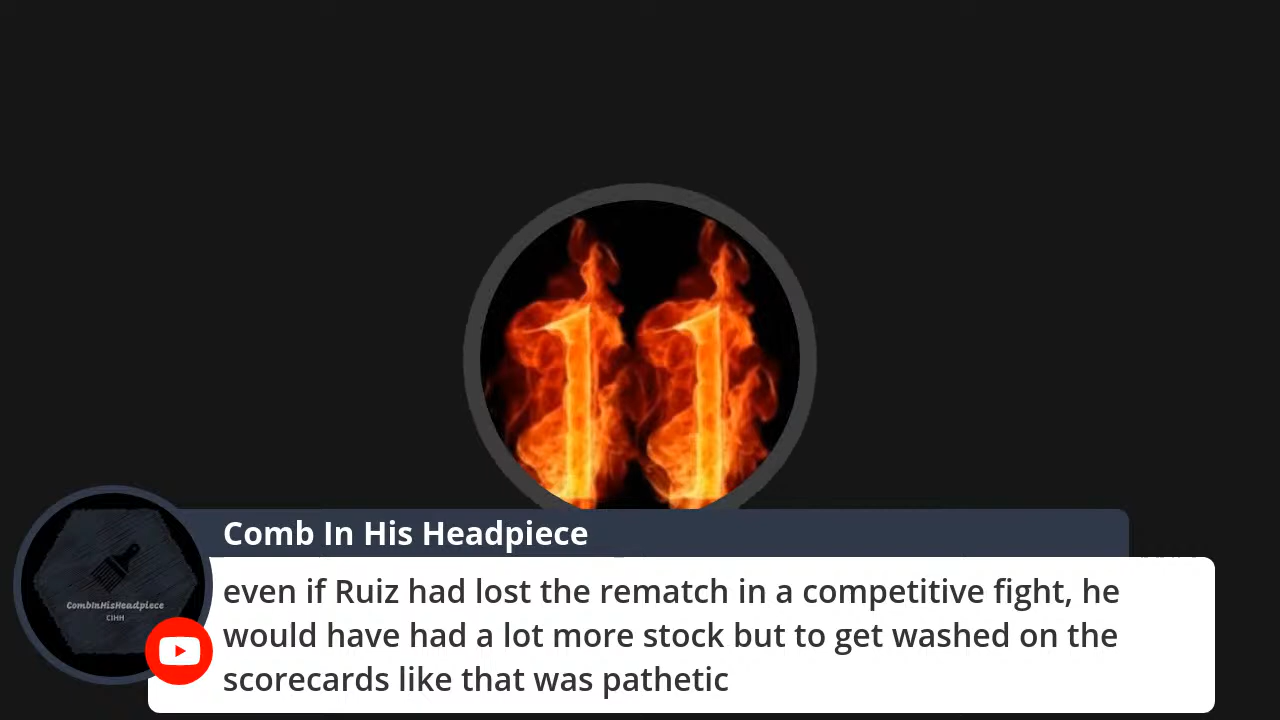 11
Comb In His Headpiece
even if Ruiz had lost the rematch in a competitive fight, he
would have had a lot more stock but to get washed on the
scorecards like that was pathetic
CombInHisHeadpiece
CIHH